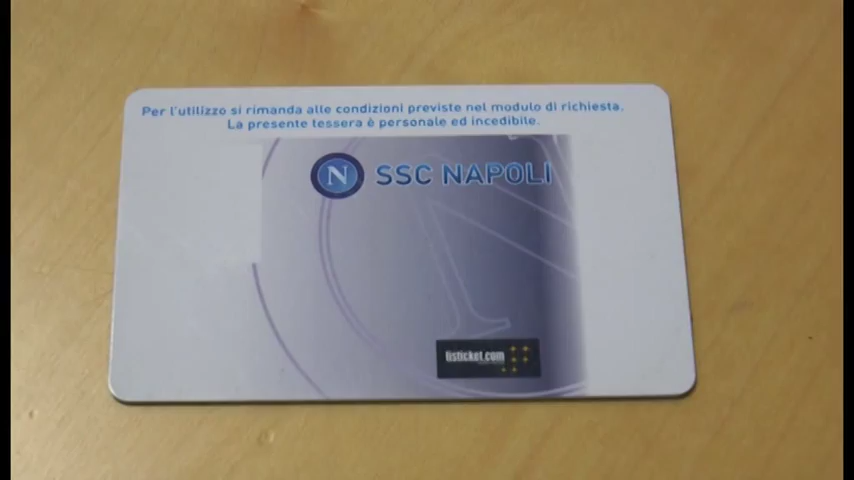 Per l'utilizzo si rimanda alle condizioni previste nel modulo di richiesta.
La presente tessera è personale ed incedibile.
N SSC NAPOLI
listicket.com